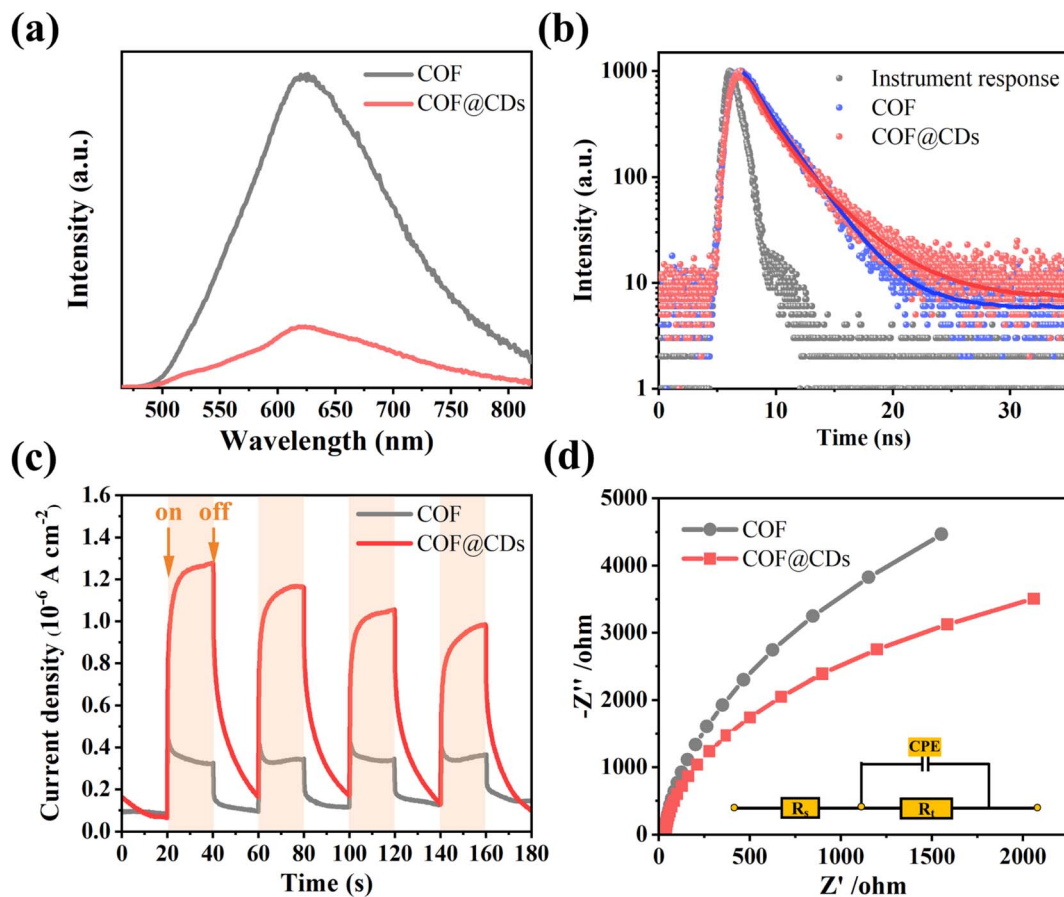 (a)
Intensity (a.u.)
COF
COF@CDs
500 550 600 650 700 750 800
Wavelength (nm)
(b)
Intensity (a.u.)
1000
100
10
1
Instrument response
COF
COF@CDs
0 10 20 30
Time (ns)
(c)
Current density (10⁻⁶ A cm⁻²)
1.6
1.4
1.2
1.0
0.8
0.6
0.4
0.2
0.0
on off
COF
COF@CDs
0 20 40 60 80 100 120 140 160 180
Time (s)
(d)
-Z'' /ohm
5000
4000
3000
2000
1000
0
COF
COF@CDs
CPE
Rₛ
Rₜ
0 500 1000 1500 2000
Z' /ohm